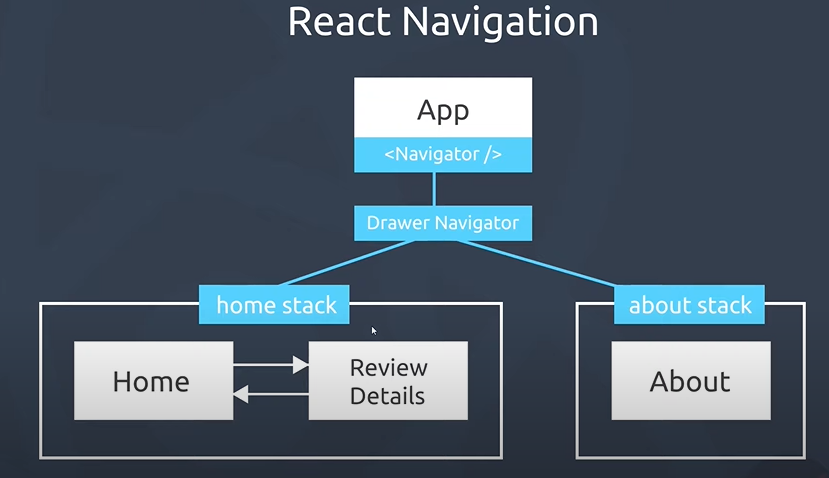 React Navigation
App
<Navigator />
Drawer Navigator
home stack
about stack
Home
Review
Details
About